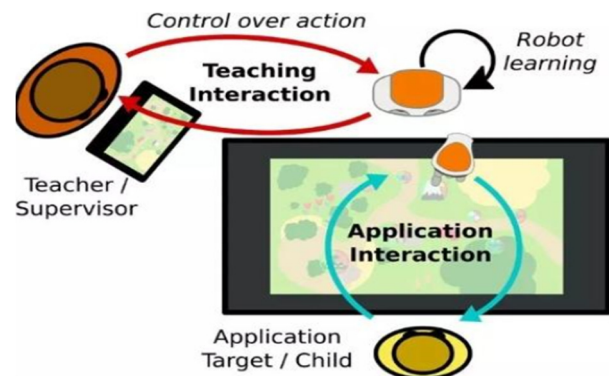 Control over action
Teaching
Interaction
Robot
learning
Teacher /
Supervisor
Application
Interaction
Application
Target / Child